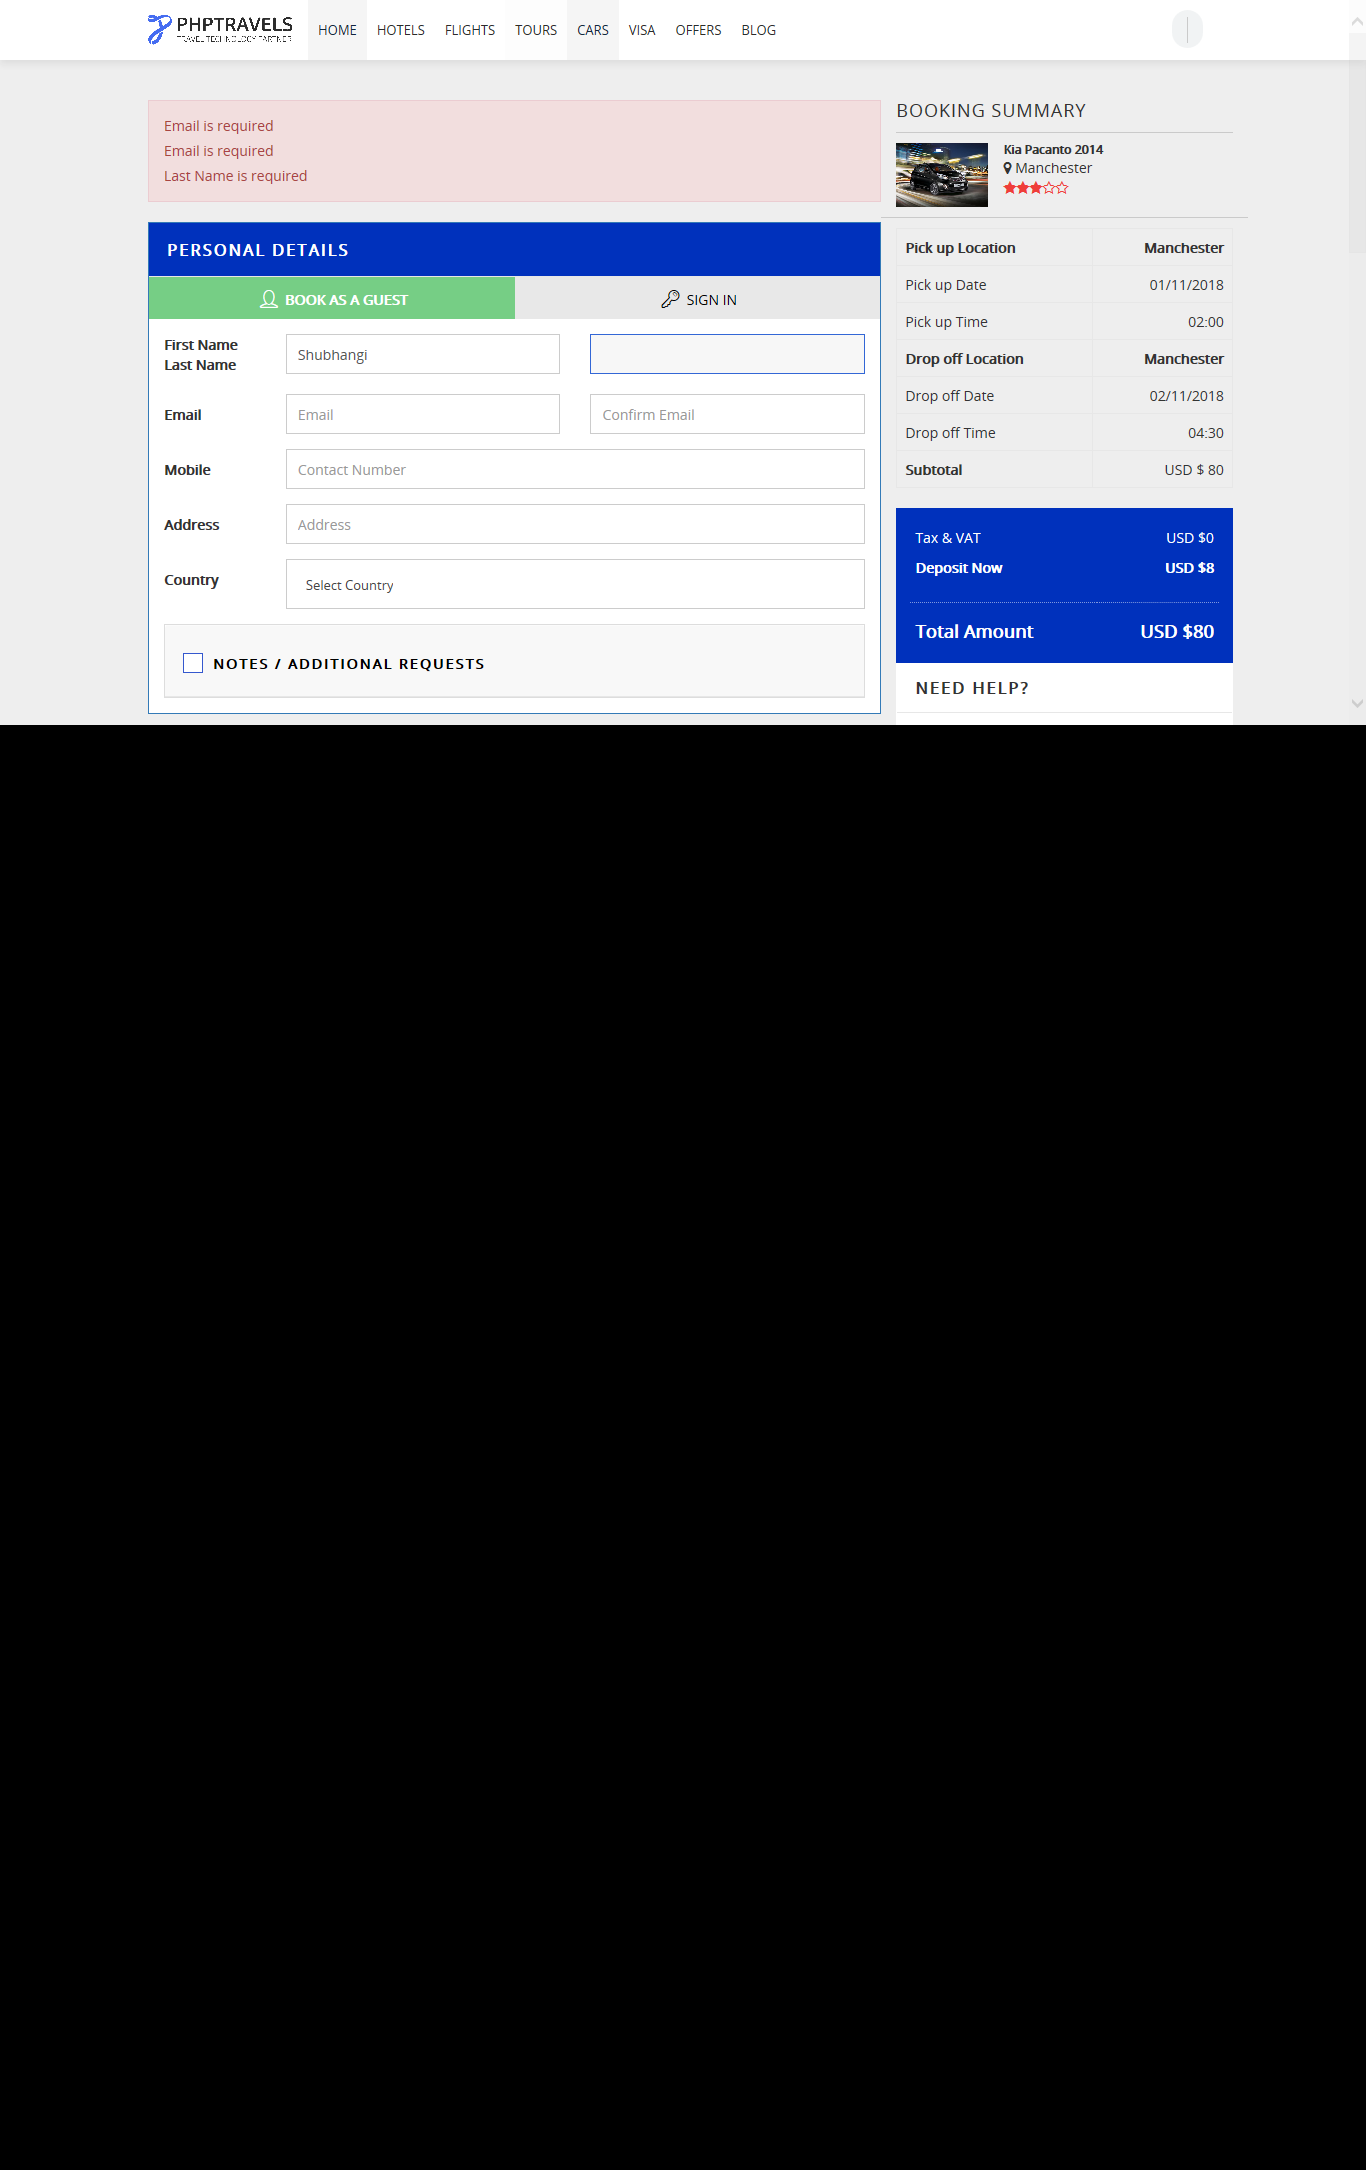 PHPTRAVELS
TRAVEL TECHNOLOGY PARTNER
HOME HOTELS FLIGHTS TOURS CARS VISA OFFERS BLOG
Email is required
Email is required
Last Name is required
PERSONAL DETAILS
BOOK AS A GUEST SIGN IN
First Name
Last Name
Shubhangi
Email Email Confirm Email
Mobile Contact Number
Address Address
Country Select Country
NOTES / ADDITIONAL REQUESTS
BOOKING SUMMARY
Kia Pacanto 2014
Manchester
Pick up Location Manchester
Pick up Date 01/11/2018
Pick up Time 02:00
Drop off Location Manchester
Drop off Date 02/11/2018
Drop off Time 04:30
Subtotal USD $ 80
Tax & VAT USD $0
Deposit Now USD $8
Total Amount USD $80
NEED HELP?